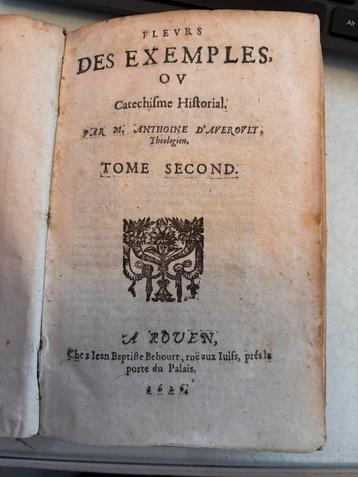 FLEVRS
DES EXEMPLES,
OV
Catechiſme Hiſtorial.
PAR M. ANTHOINE D'AVEROVLT,
Theologien,
TOME SECOND.
A ROVEN,
Chez Iean Baptiſte Behourt, ruë aux Iuifs, prés la
porte du Palais,
1626.